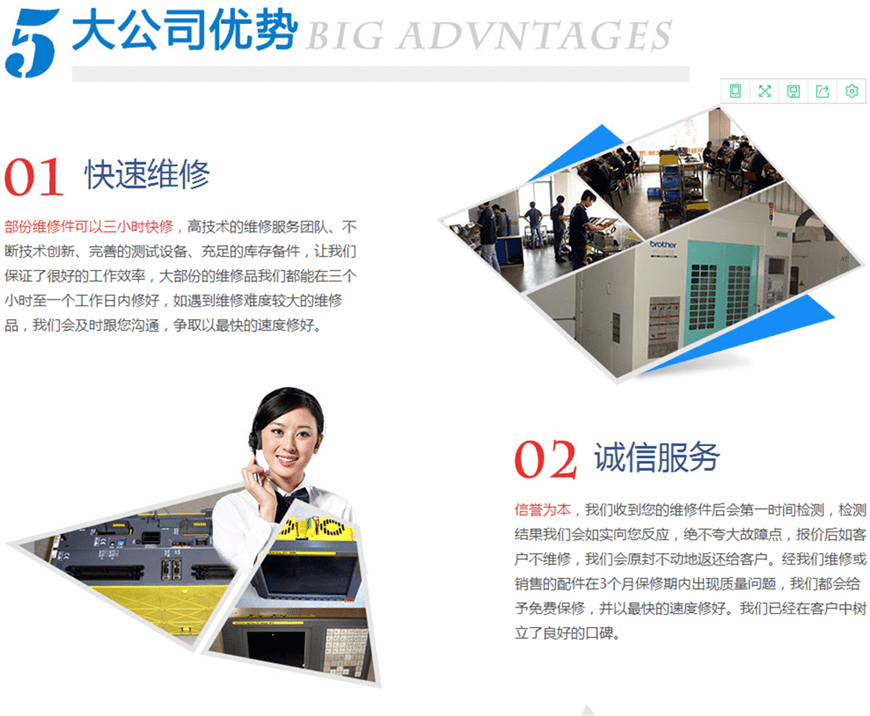 5大公司优势 BIG ADVNTAGES
01 快速维修
部份维修件可以三小时快修，高技术的维修服务团队、不
断技术创新、完善的测试设备、充足的库存备件，让我们
保证了很好的工作效率，大部份的维修品我们都能在三个
小时至一个工作日内修好，如遇到维修难度较大的维修
品，我们会及时跟您沟通，争取以最快的速度修好。
brother
02 诚信服务
信誉为本，我们收到您的维修件后会第一时间检测，检测
结果我们会如实向您反应，绝不夸大故障点，报价后如客
户不维修，我们会原封不动地返还给客户。经我们维修或
销售的配件在3个月保修期内出现质量问题，我们都会给
予免费保修，并以最快的速度修好。我们已经在客户中树
立了良好的口碑。